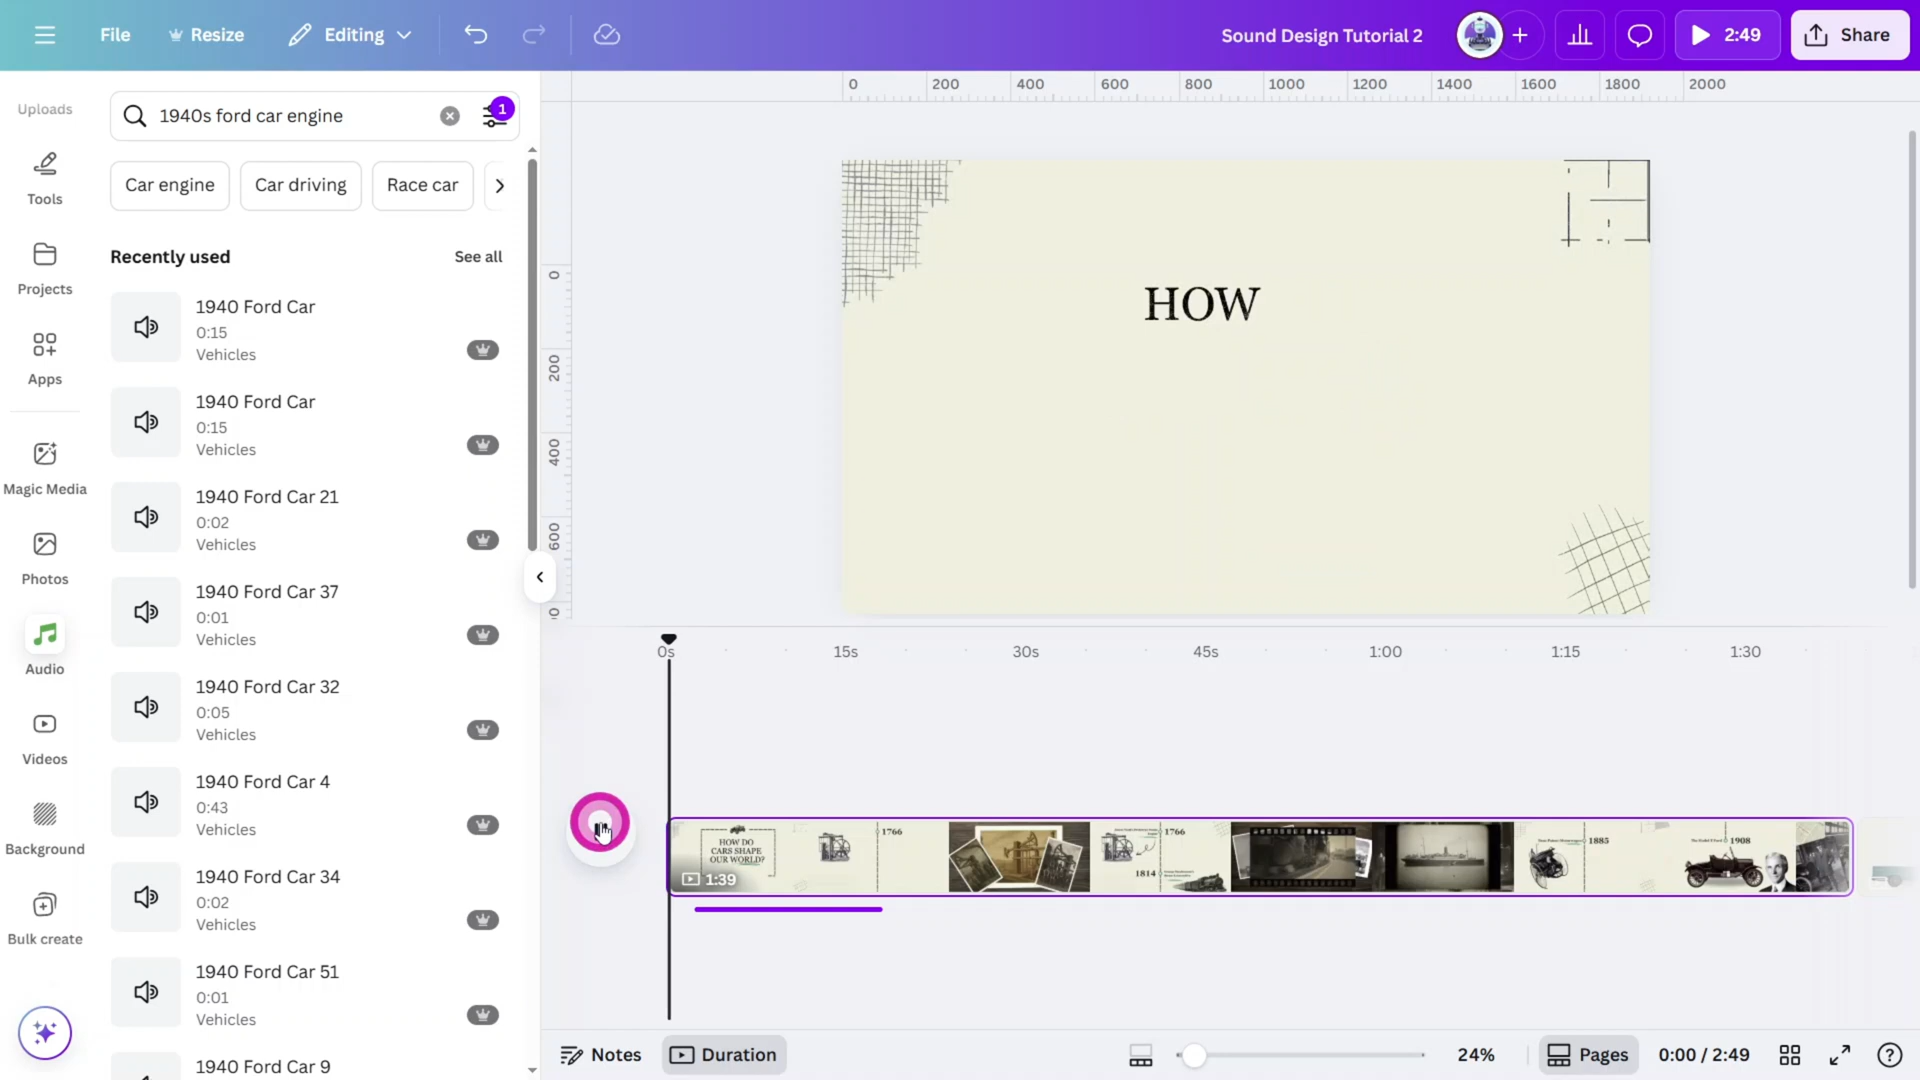 File
Resize
Editing
Sound Design Tutorial 2
2:49
Share
Uploads
Tools
Projects
Apps
Magic Media
Photos
Audio
Videos
Background
Bulk create
1940s ford car engine
1
Car engine
Car driving
Race car
Recently used
See all
1940 Ford Car
0:15
Vehicles
1940 Ford Car
0:15
Vehicles
1940 Ford Car 21
0:02
Vehicles
1940 Ford Car 37
0:01
Vehicles
1940 Ford Car 32
0:05
Vehicles
1940 Ford Car 4
0:43
Vehicles
1940 Ford Car 34
0:02
Vehicles
1940 Ford Car 51
0:01
Vehicles
1940 Ford Car 9
0 200 400 600 800 1000 1200 1400 1600 1800 2000
0
200
400
600
0
HOW
0s 15s 30s 45s 1:00 1:15 1:30
HOW DO
CARS SHAPE
OUR WORLD?
1:39
1766
1766
1814
1885
1908
Notes
Duration
24%
Pages
0:00 / 2:49